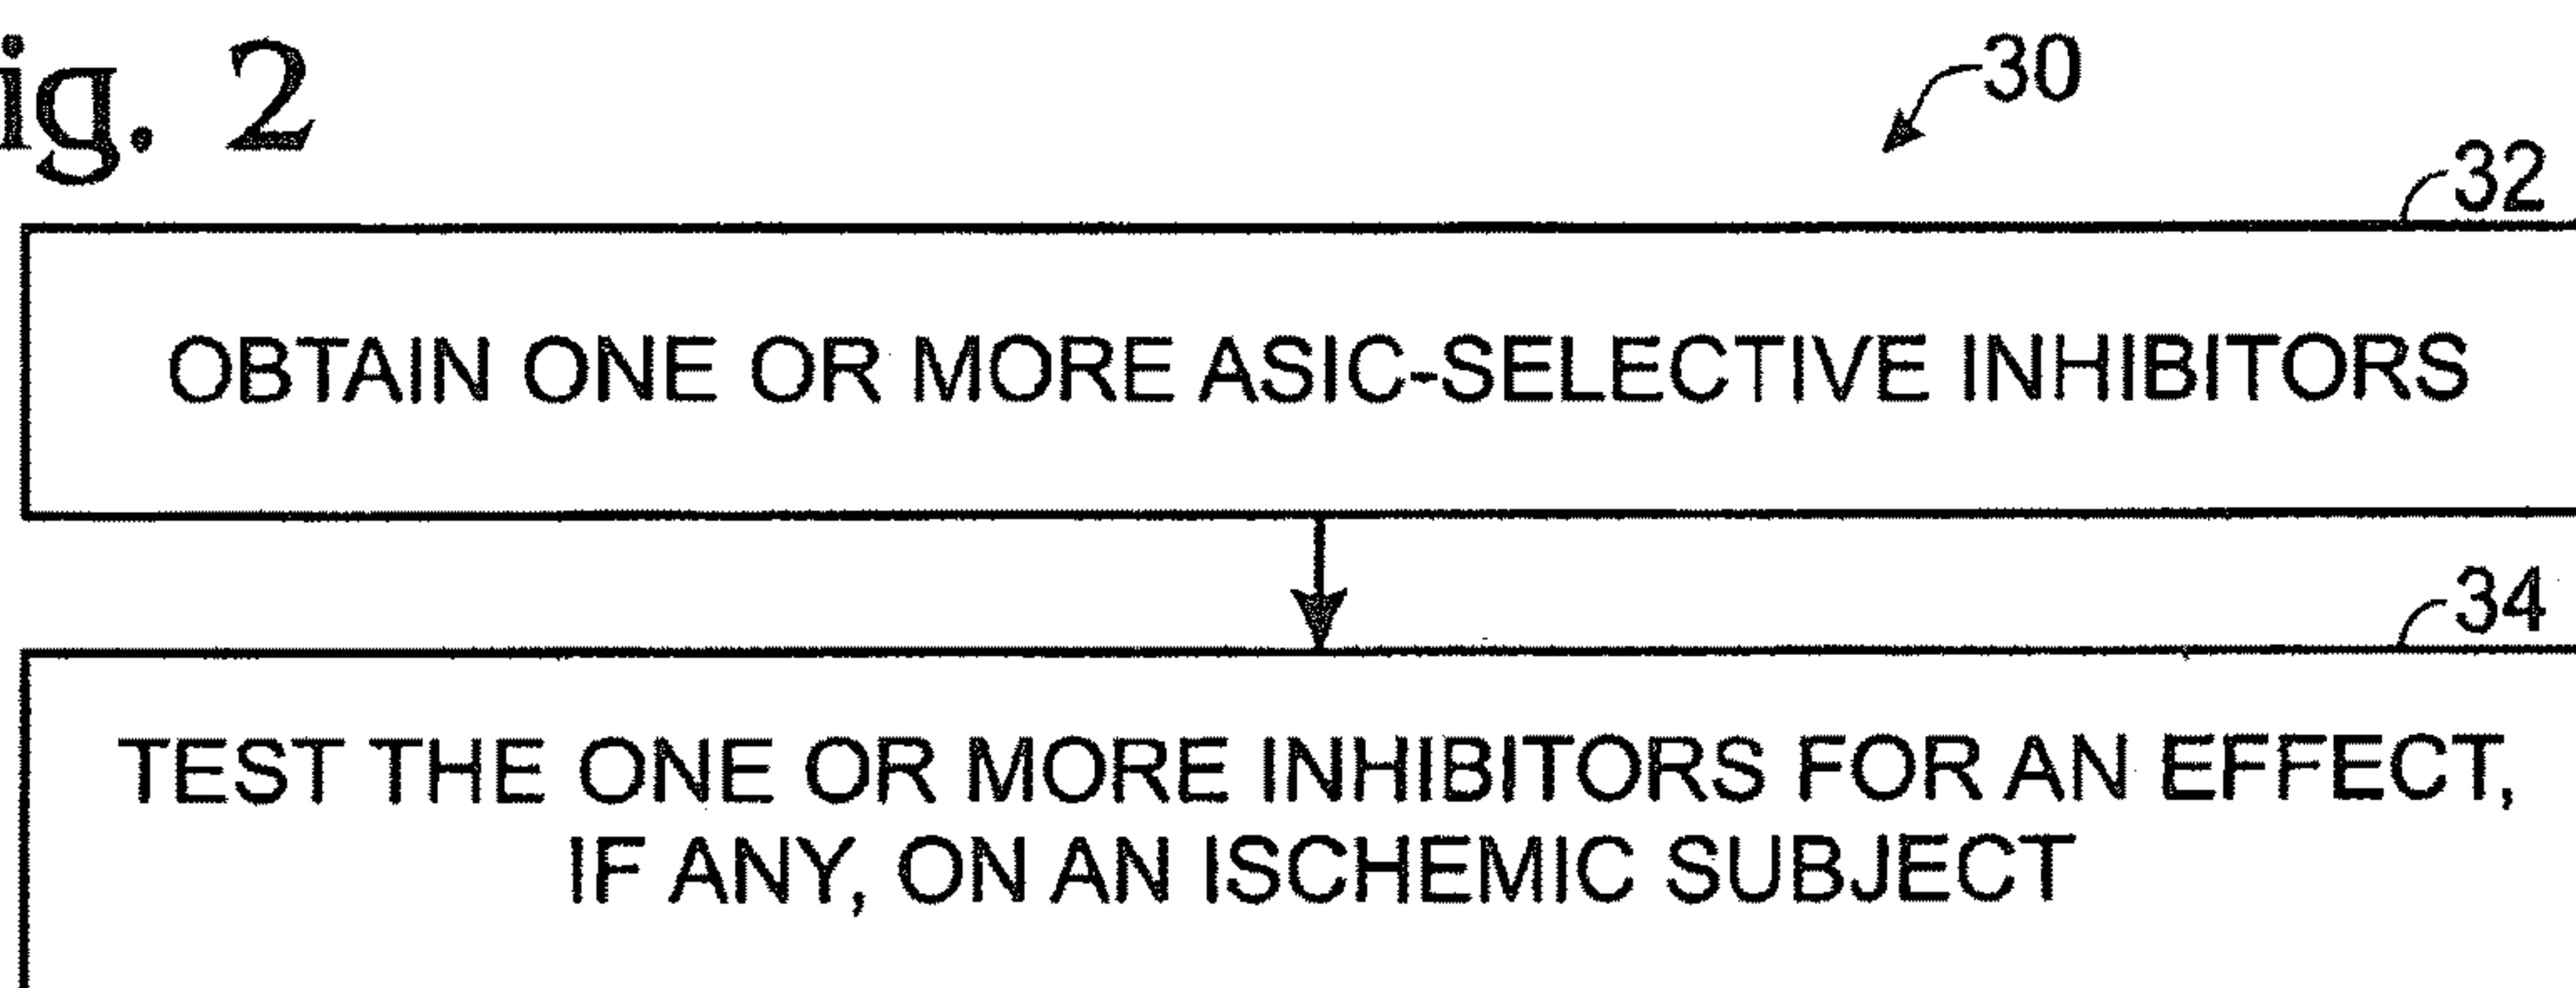 ig. 2
30
32
OBTAIN ONE OR MORE ASIC-SELECTIVE INHIBITORS
34
TEST THE ONE OR MORE INHIBITORS FOR AN EFFECT,
IF ANY, ON AN ISCHEMIC SUBJECT